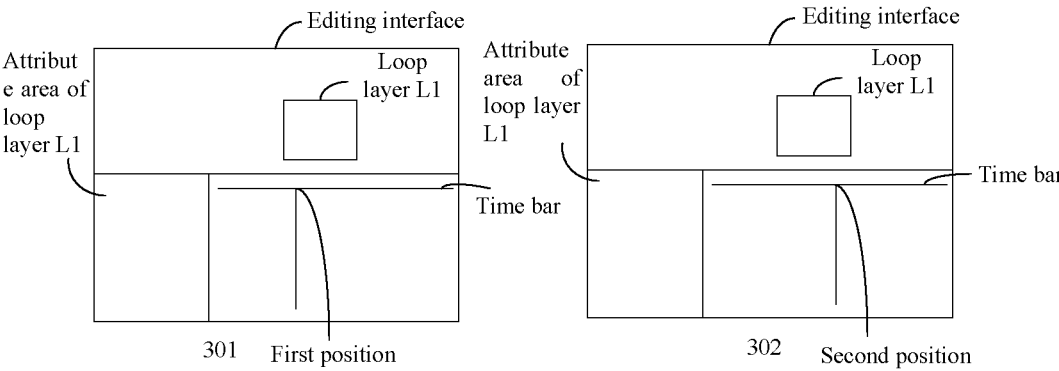 Editing interface
Attribut
e area of
loop
layer L1
Loop
layer L1
Time bar
301
First position
Editing interface
Attribute
area of
loop layer
L1
Loop
layer L1
Time bar
302
Second position